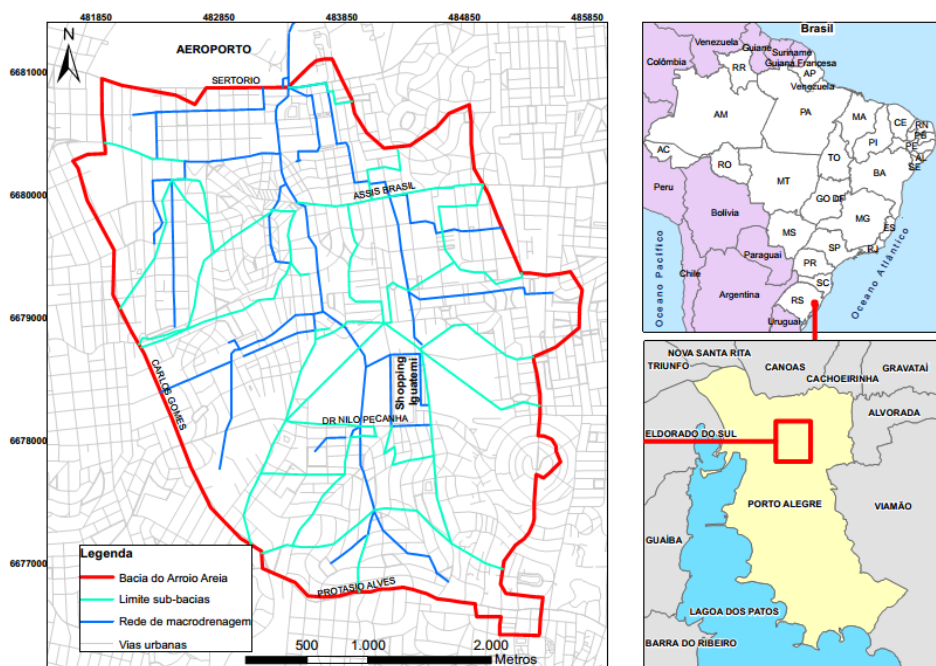 481850 482850 483850 484850 485850
6681000
6680000
6679000
6678000
6677000
N
AEROPORTO
SERTORIO
ASSIS BRASIL
CARLOS GOMES
Shopping
Iguatemi
DR NILO PEÇANHA
PROTASIO ALVES
Legenda
Bacia do Arroio Areia
Limite sub-bacias
Rede de macrodrenagem
Vias urbanas
500 1.000 2.000
Metros
Brasil
Venezuela
Guiane
Suriname
Guiana Francesa
Colômbia
RR
AP
Venezuela
AM
PA
MA
CE
RN
PB
PE
AL
SE
PI
AC
RO
TO
BA
MT
Peru
GO DF
Bolívia
MG
ES
MS
SP
RJ
Paraguai
PR
SC
Chile
Argentina
RS
Uruguai
Oceano Pacífico
Oceano Atlântico
NOVA SANTA RITA
TRIUNFO
CANOAS
CACHOEIRINHA
GRAVATAÍ
ALVORADA
ELDORADO DO SUL
PORTO ALEGRE
VIAMÃO
GUAÍBA
LAGOA DOS PATOS
BARRA DO RIBEIRO